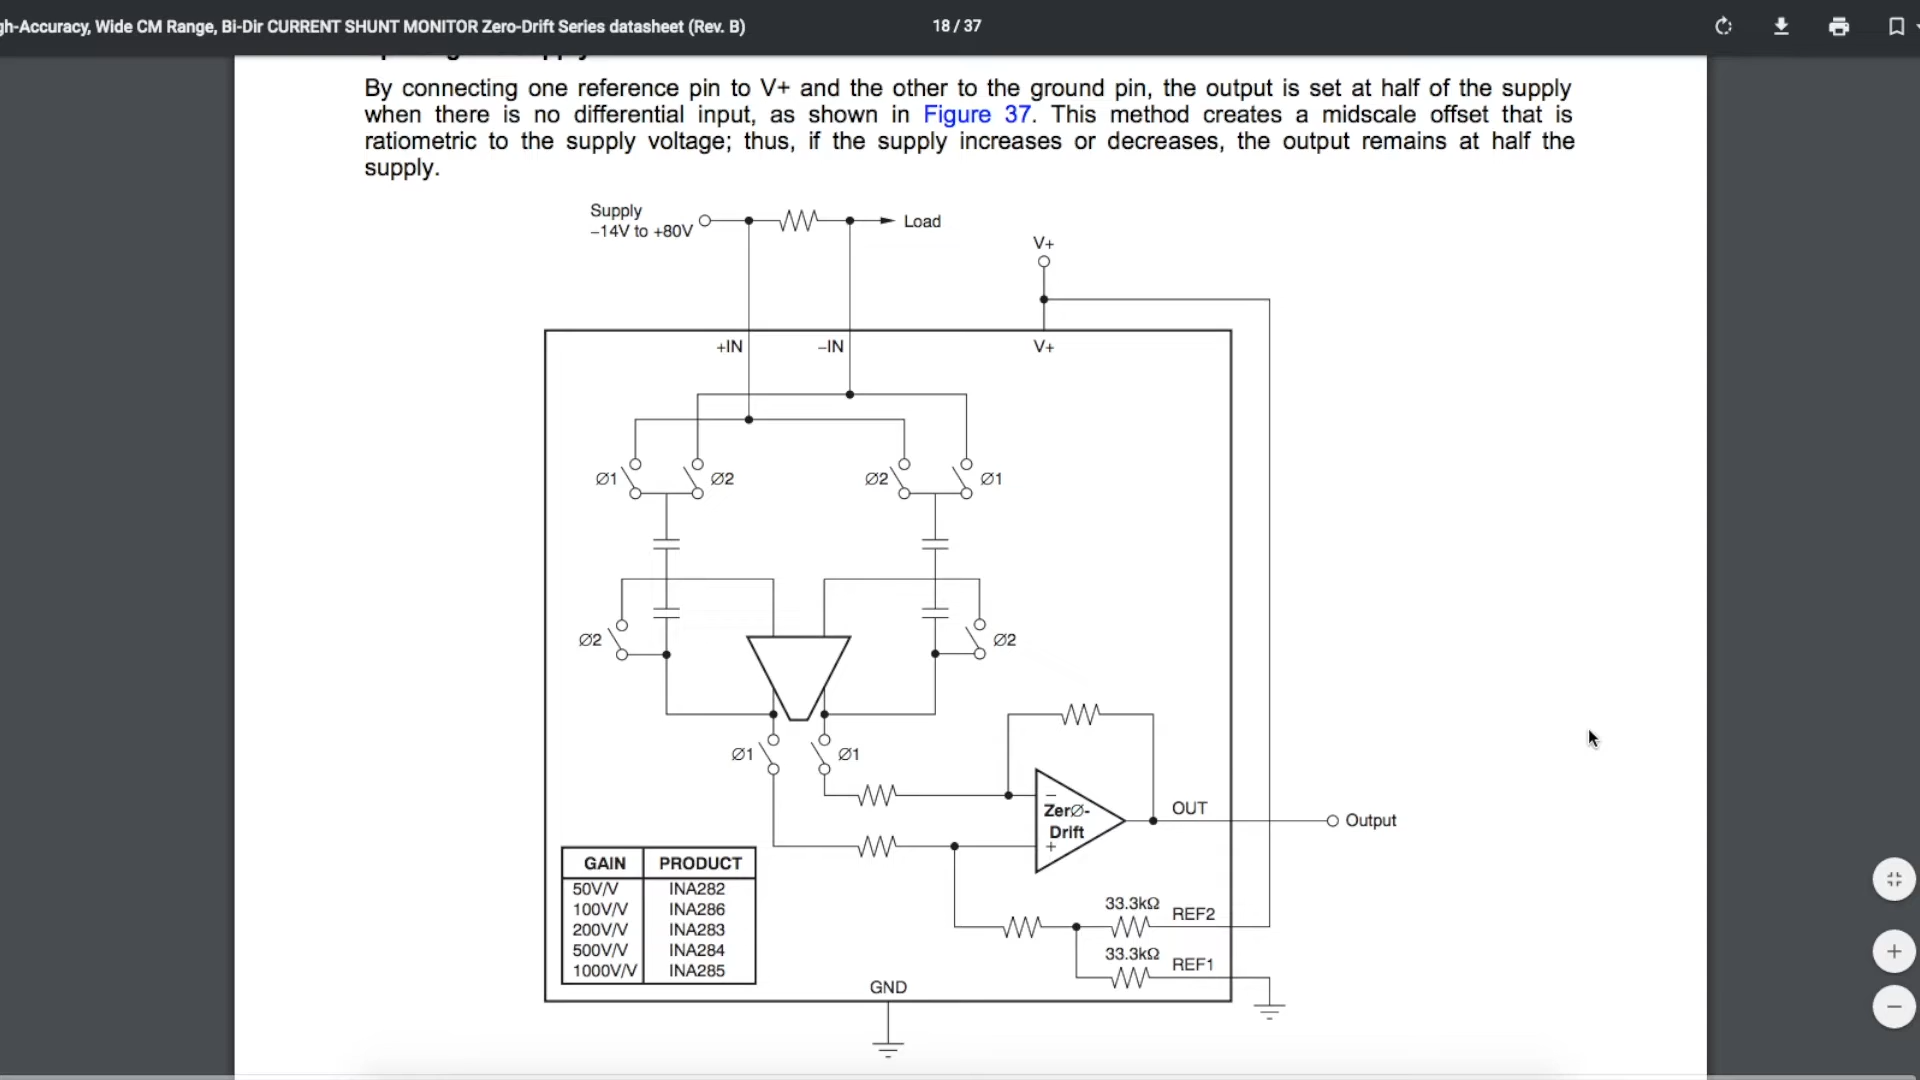 gh-Accuracy, Wide CM Range, Bi-Dir CURRENT SHUNT MONITOR Zero-Drift Series datasheet (Rev. B)
18 / 37
By connecting one reference pin to V+ and the other to the ground pin, the output is set at half of the supply
when there is no differential input, as shown in Figure 37. This method creates a midscale offset that is
ratiometric to the supply voltage; thus, if the supply increases or decreases, the output remains at half the
supply.
Supply
–14V to +80V
Load
V+
+IN
–IN
V+
Ø1
Ø2
Ø2
Ø1
Ø2
Ø2
Ø1
Ø1
–
ZerØ-
Drift
+
OUT
Output
GAIN PRODUCT
50V/V INA282
100V/V INA286
200V/V INA283
500V/V INA284
1000V/V INA285
33.3kΩ
REF2
33.3kΩ
REF1
GND